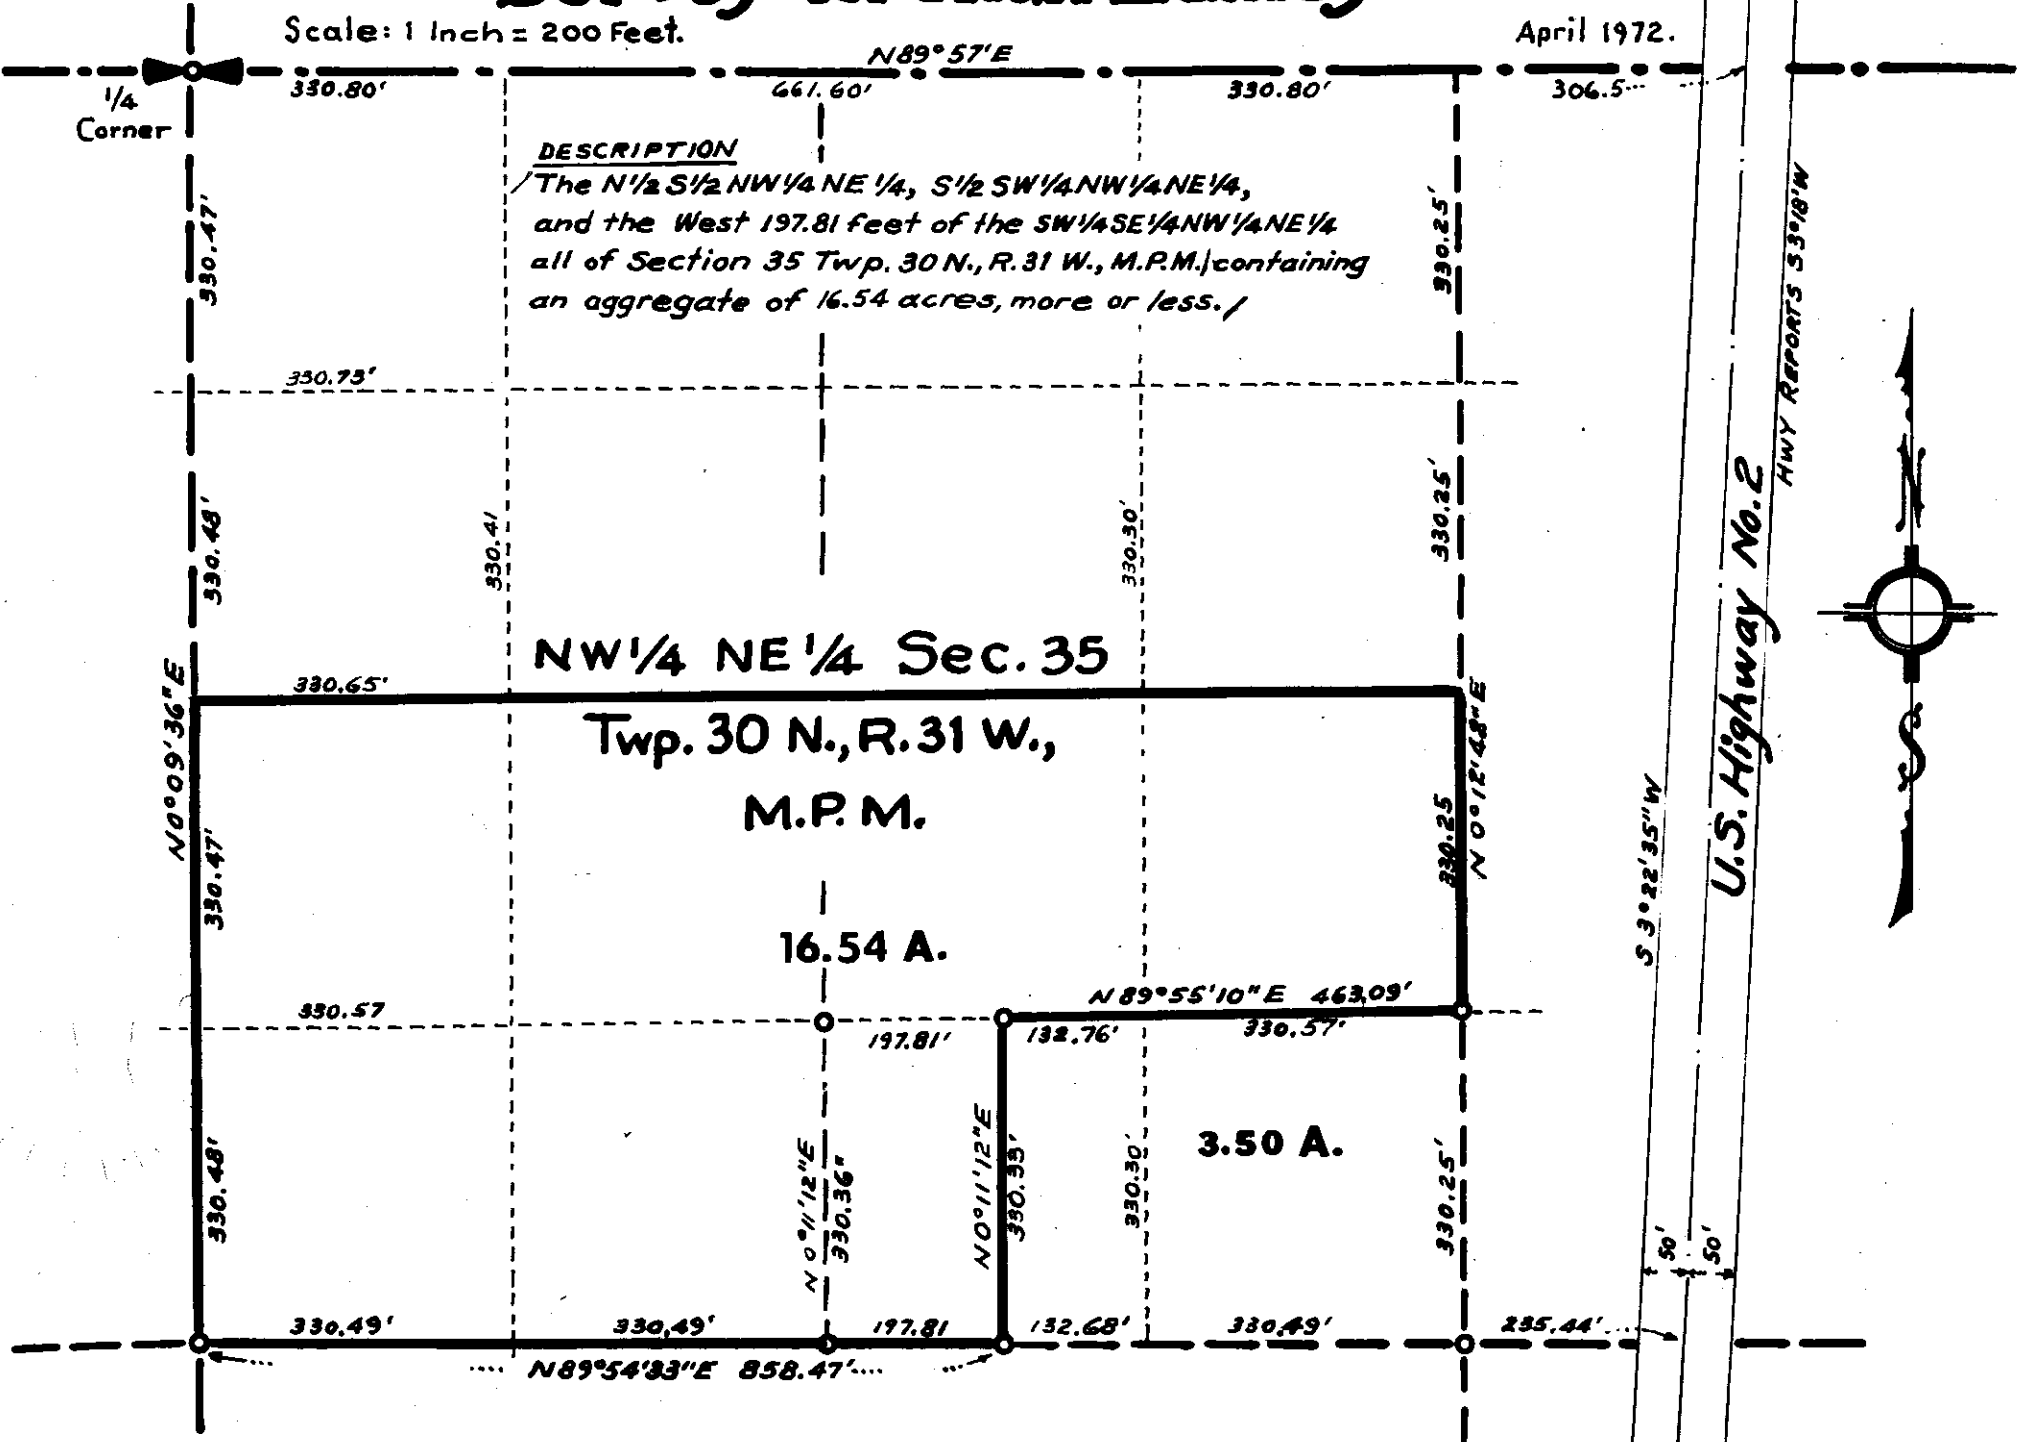 Scale: 1 Inch = 200 Feet.
April 1972.
N89°57'E
1/4
Corner
330.80'
661.60'
330.80'
306.5
DESCRIPTION
The N1/2 S1/2 NW1/4 NE1/4, S1/2 SW1/4 NW1/4 NE1/4,
and the West 197.81 feet of the SW1/4 SE1/4 NW1/4 NE1/4
all of Section 35 Twp. 30 N., R. 31 W., M.P.M./containing
an aggregate of 16.54 acres, more or less./
330.47'
330.25'
HWY REPORTS S3°18'W
330.73'
330.48'
330.41
330.30'
330.25'
U.S. Highway No. 2
N
S
NW1/4 NE1/4 Sec. 35
330.65'
Twp. 30 N., R. 31 W.,
M.P.M.
N0°09'36"E
330.47'
330.25
N0°12'48"E
S 3°22'35"W
16.54 A.
N 89°55'10"E 463.09'
330.57
197.81'
132.76'
330.57'
3.50 A.
330.48'
N 0°11'12"E
330.36"
N0°11'12"E
330.33'
330.30'
330.25'
50'
50'
330.49'
330.49'
197.81
132.68'
330.49'
235.44'
N89°54'33"E 858.47'